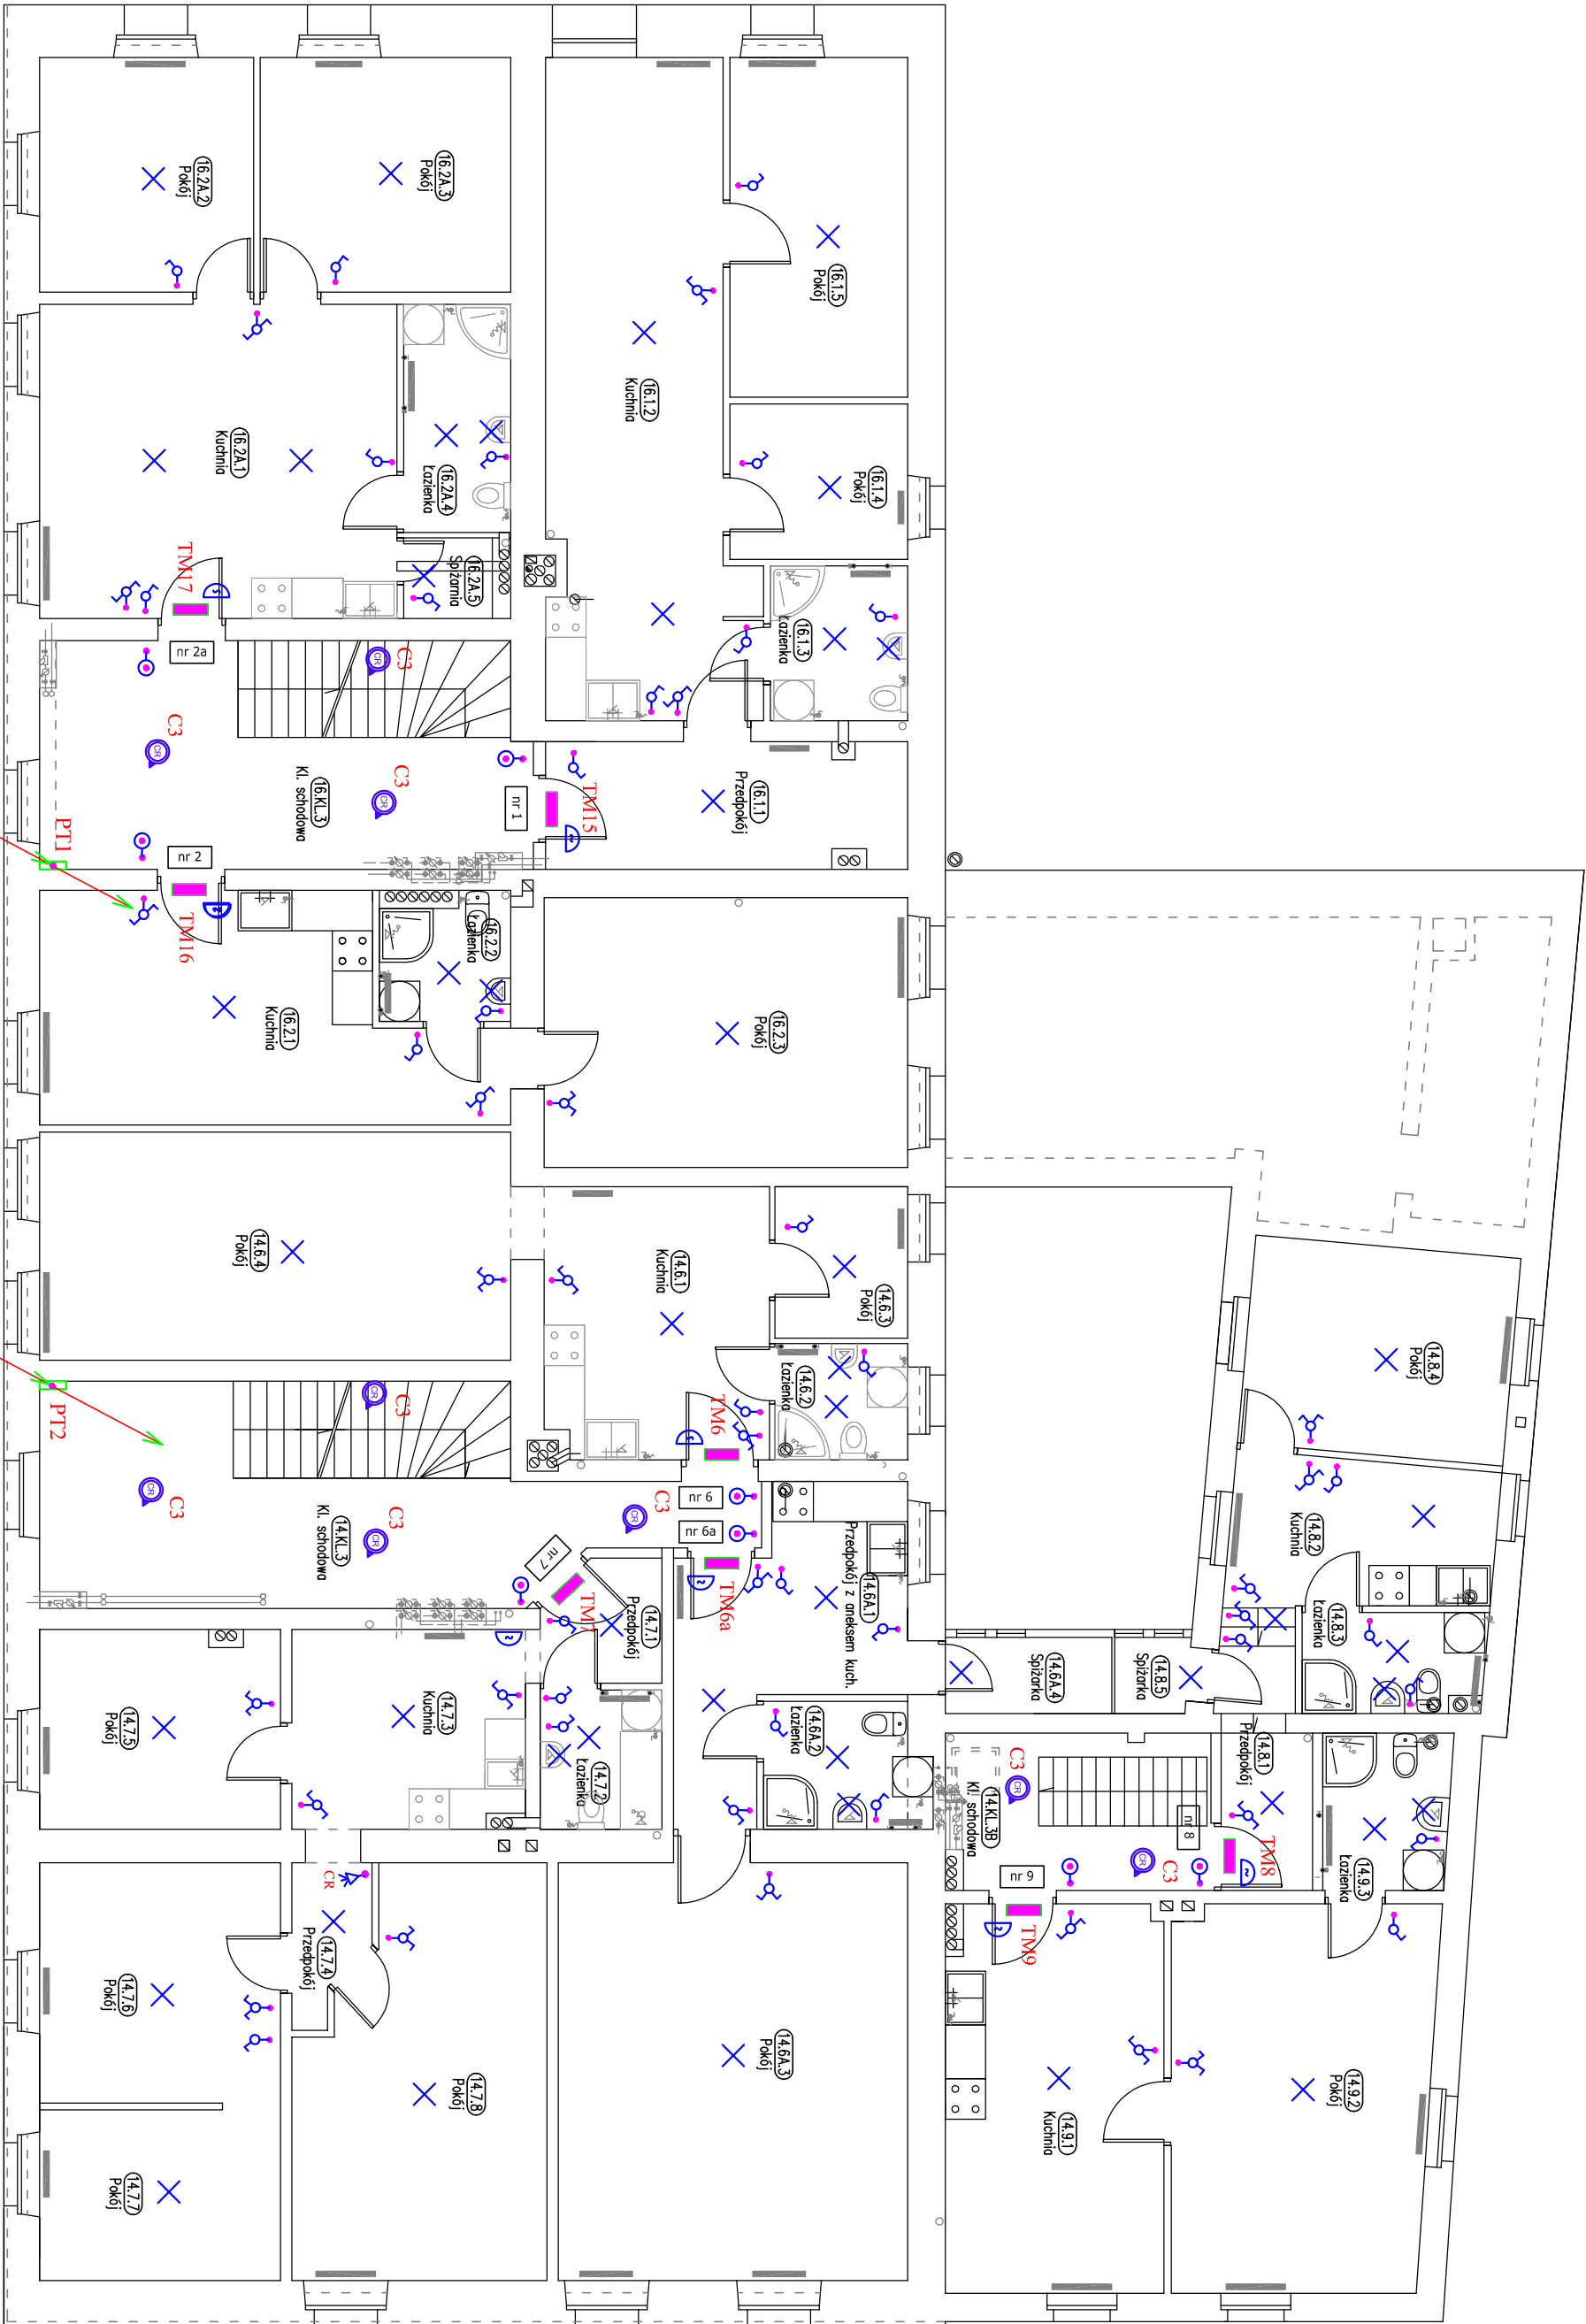 16.2A.2
Pokój
16.2A.3
Pokój
16.1.5
Pokój
16.1.2
Kuchnia
16.1.4
Pokój
16.2A.1
Kuchnia
16.2A.4
Łazienka
16.2A.5
Spiżarnia
16.1.3
Łazienka
TM17
nr 2a
C3
CR
C3
CR
C3
CR
16.KL.3
Kl. schodowa
nr 1
TM15
16.1.1
Przedpokój
PT1
nr 2
TM16
16.2.2
Łazienka
16.2.1
Kuchnia
16.2.3
Pokój
14.6.4
Pokój
14.6.1
Kuchnia
14.6.3
Pokój
14.6.2
Łazienka
14.8.4
Pokój
14.8.2
Kuchnia
14.8.3
Łazienka
PT2
C3
CR
C3
CR
C3
CR
C3
CR
14.KL.3
Kl. schodowa
TM6
nr 6
nr 6a
TM6a
nr 7
TM7
14.6A.1
Przedpokój z aneksem kuch.
14.7.1
Przedpokój
14.6A.4
Spiżarka
14.8.5
Spiżarka
14.7.5
Pokój
14.7.3
Kuchnia
14.7.2
Łazienka
14.6A.2
Łazienka
14.8.1
Przedpokój
C3
CR
14.KL.3B
Kl. schodowa
nr 8
TM8
C3
CR
nr 9
TM9
14.9.3
Łazienka
CR
14.7.4
Przedpokój
14.7.6
Pokój
14.7.8
Pokój
14.6A.3
Pokój
14.9.1
Kuchnia
14.9.2
Pokój
14.7.7
Pokój